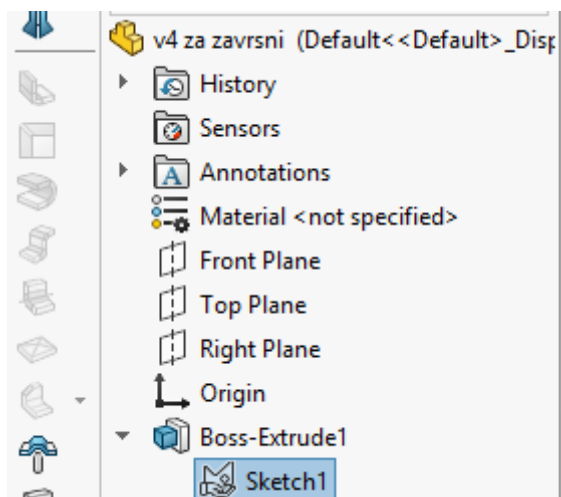 v4 za zavrsni (Default<<Default>_Disp
History
Sensors
A Annotations
Material <not specified>
Front Plane
Top Plane
Right Plane
Origin
Boss-Extrude1
Sketch1